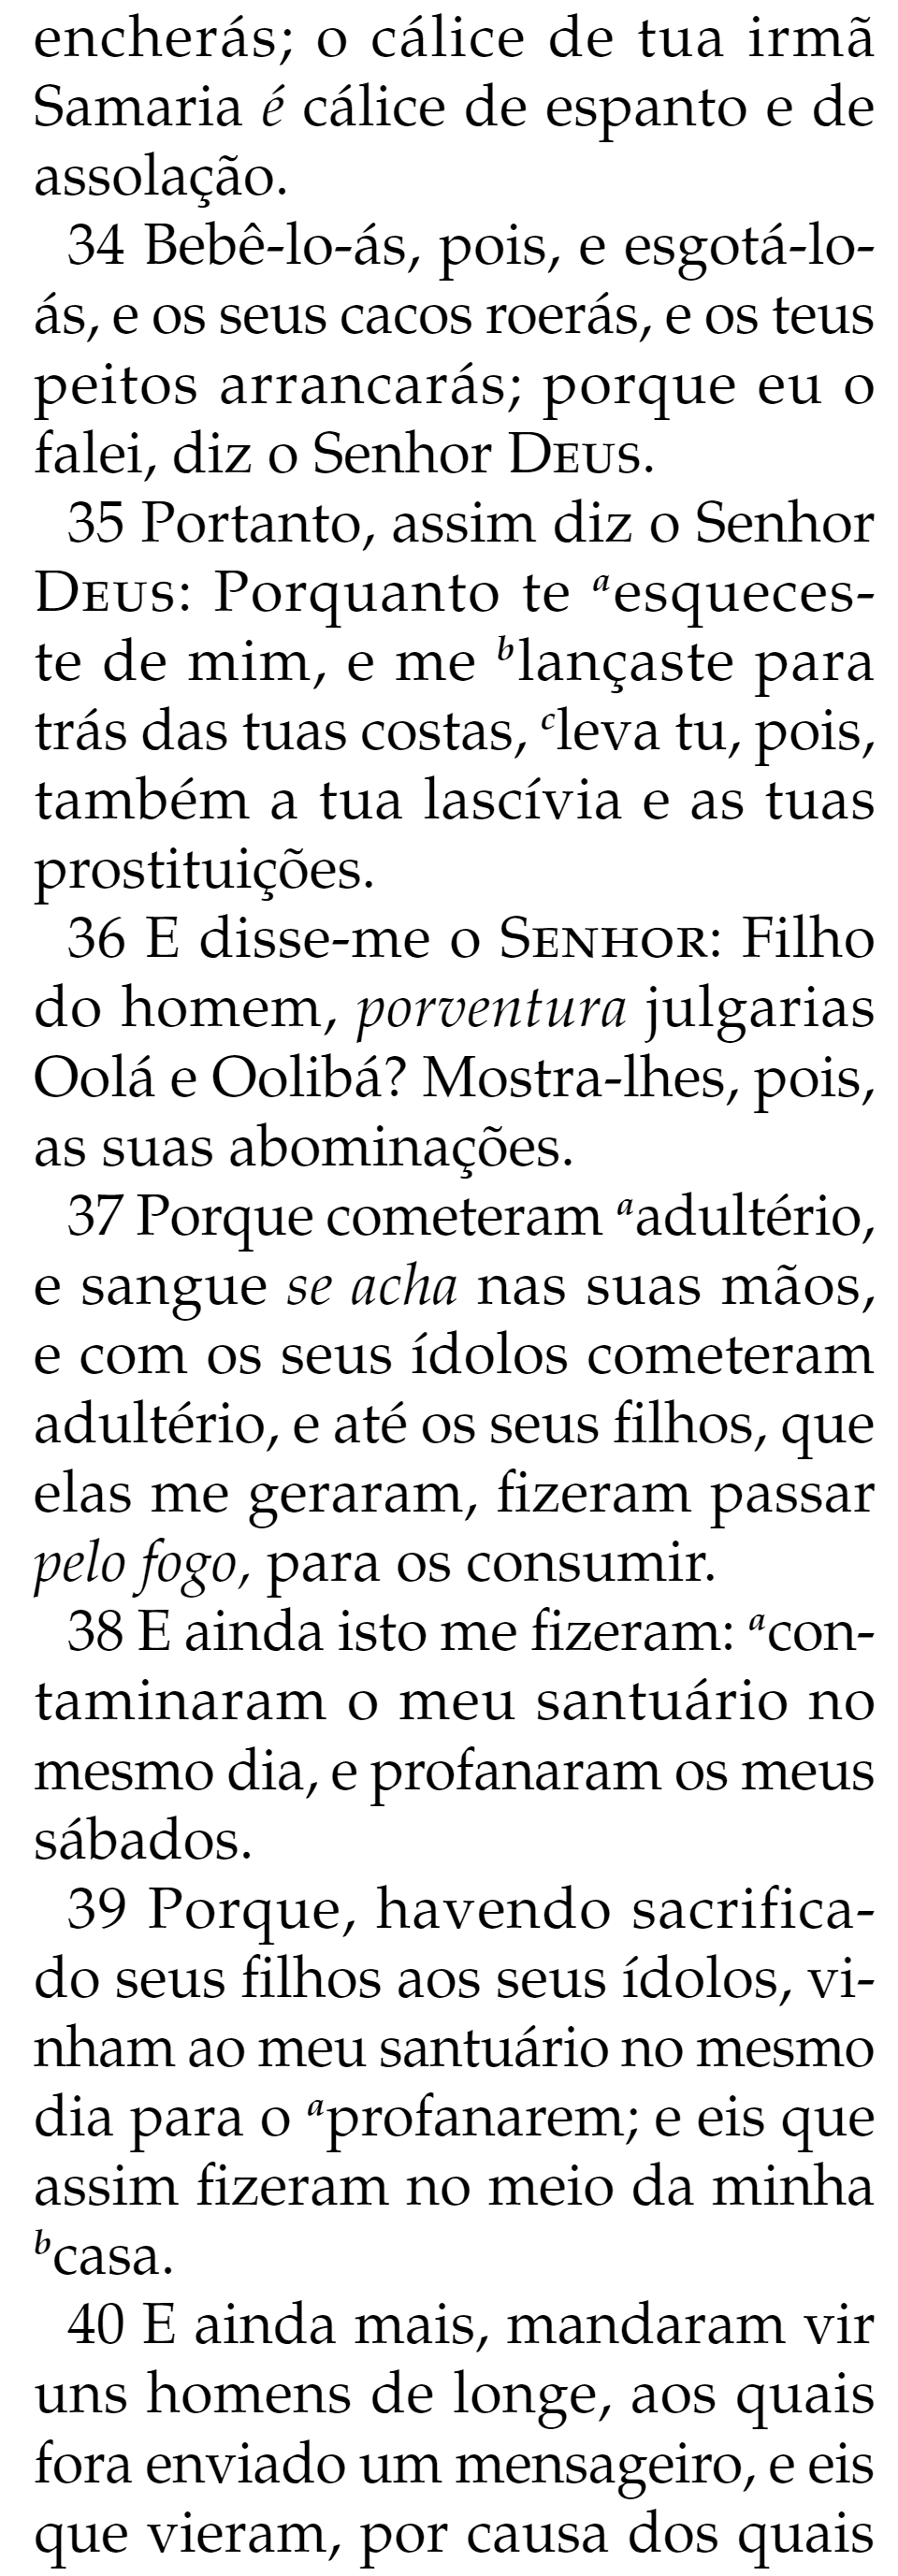 encherás; o cálice de tua irmã
Samaria é cálice de espanto e de
assolação.
34 Bebê-lo-ás, pois, e esgotá-lo-
ás, e os seus cacos roerás, e os teus
peitos arrancarás; porque eu o
falei, diz o Senhor DEUS.
35 Portanto, assim diz o Senhor
DEUS: Porquanto te aesqueces-
te de mim, e me blançaste para
trás das tuas costas, cleva tu, pois,
também a tua lascívia e as tuas
prostituições.
36 E disse-me o SENHOR: Filho
do homem, porventura julgarias
Oolá e Oolibá? Mostra-lhes, pois,
as suas abominações.
37 Porque cometeram aadultério,
e sangue se acha nas suas mãos,
e com os seus ídolos cometeram
adultério, e até os seus filhos, que
elas me geraram, fizeram passar
pelo fogo, para os consumir.
38 E ainda isto me fizeram: acon-
taminaram o meu santuário no
mesmo dia, e profanaram os meus
sábados.
39 Porque, havendo sacrifica-
do seus filhos aos seus ídolos, vi-
nham ao meu santuário no mesmo
dia para o aprofanarem; e eis que
assim fizeram no meio da minha
bcasa.
40 E ainda mais, mandaram vir
uns homens de longe, aos quais
fora enviado um mensageiro, e eis
que vieram, por causa dos quais